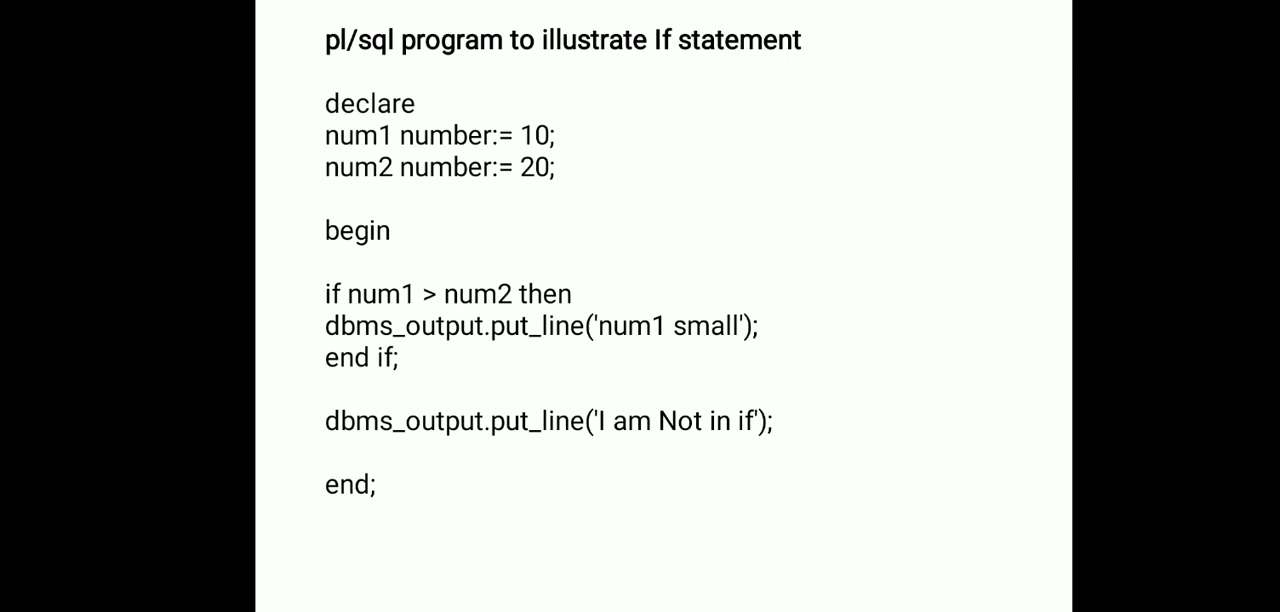 pl/sql program to illustrate If statement
declare
num1 number:= 10;
num2 number:= 20;
begin
if num1 > num2 then
dbms_output.put_line('num1 small');
end if;
dbms_output.put_line('I am Not in if');
end;